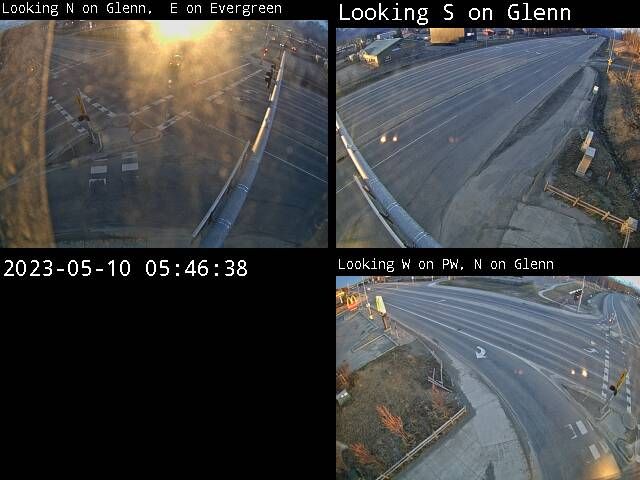 Looking N on Glenn,  E on Evergreen
Looking S on Glenn
2023-05-10 05:46:38
Looking W on PW, N on Glenn